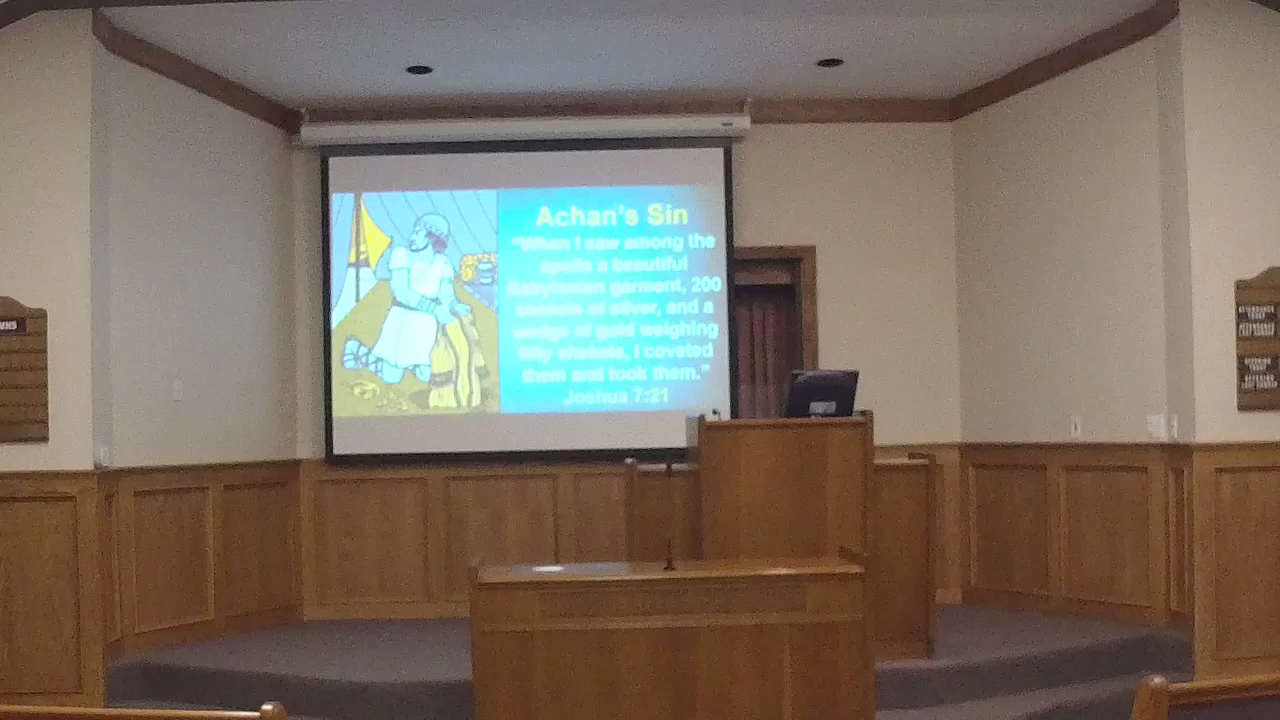 Achan's Sin
"When I saw among the
spoils a beautiful
Babylonian garment, 200
shekels of silver, and a
wedge of gold weighing
fifty shekels, I coveted
them and took them."
Joshua 7:21